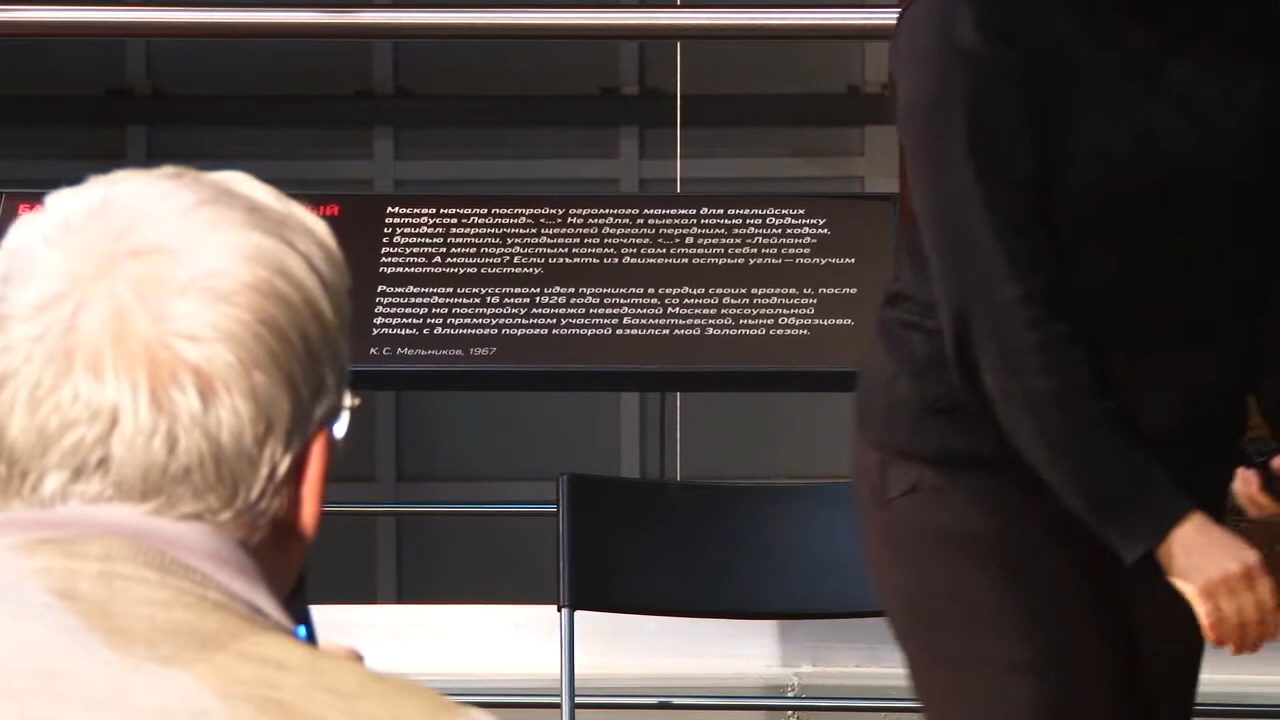 Москва начала постройку огромного манежа для английских
автобусов «Лейланд». <...> Не медля, я выехал ночью на Ордынку
и увидел: заграничных щеголей дергали передним, задним ходом,
с бранью пятили, укладывая на ночлег. <...> В грезах «Лейланд»
рисуется мне породистым конем, он сам ставит себя на свое
место. А машина? Если изъять из движения острые углы — получим
прямоточную систему.
Рожденная искусством идея проникла в сердца своих врагов, и, после
произведенных 16 мая 1926 года опытов, со мной был подписан
договор на постройку манежа неведомой Москве косоугольной
формы на прямоугольном участке Бахметьевской, ныне Образцова,
улицы, с длинного порога которой взвился мой Золотой сезон.
К. С. Мельников, 1967